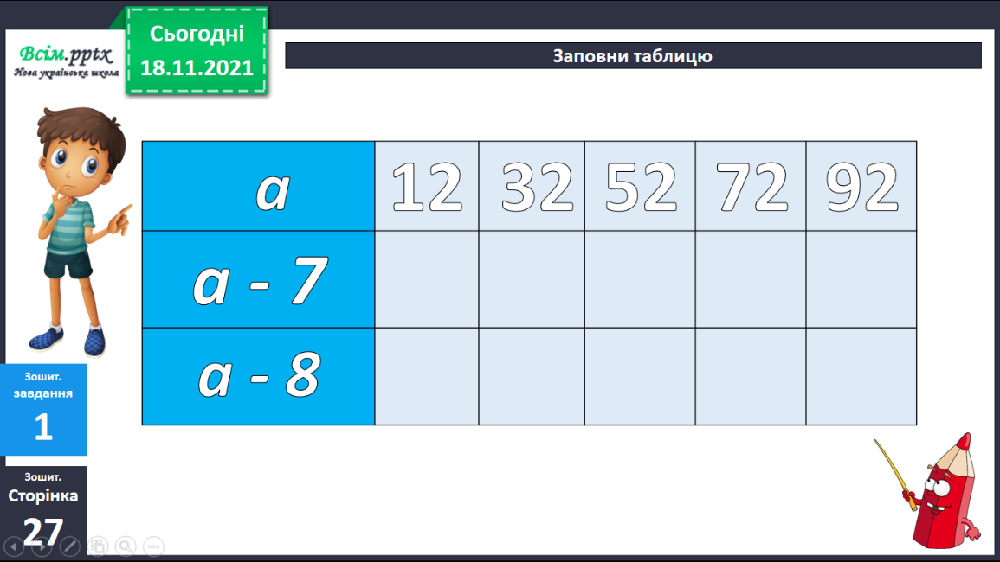 Всім.pptx
Нова українська школа
Сьогодні
18.11.2021
Заповни таблицю
a 12 32 52 72 92
a - 7
a - 8
Зошит.
завдання
1
Зошит.
Сторінка
27